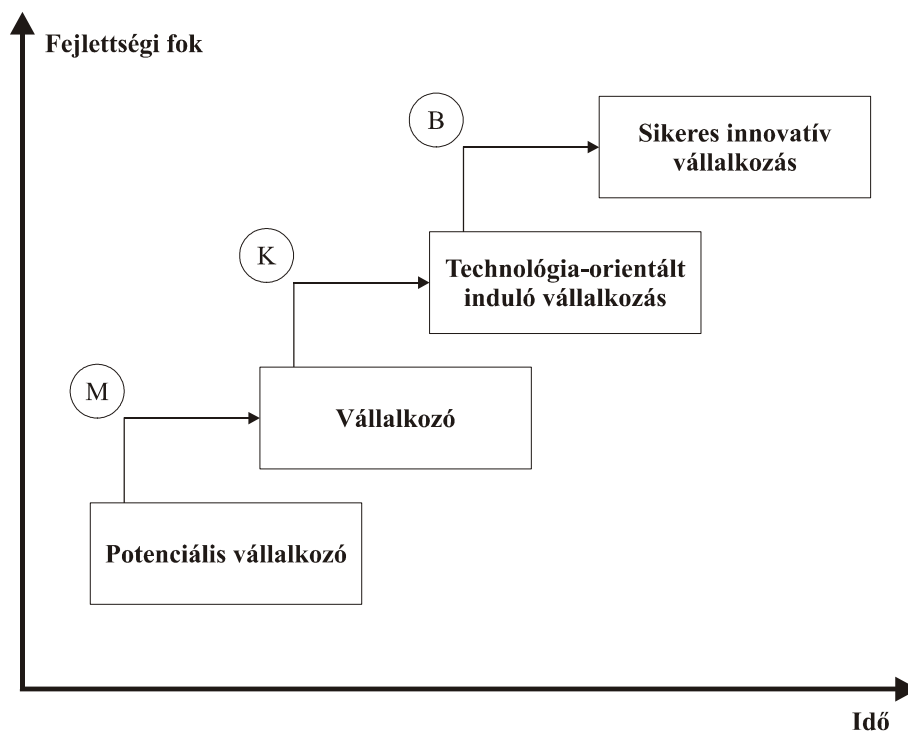 Fejlettségi fok
B
Sikeres innovatív
vállalkozás
K
Technológia-orientált
induló vállalkozás
M
Vállalkozó
Potenciális vállalkozó
Idő